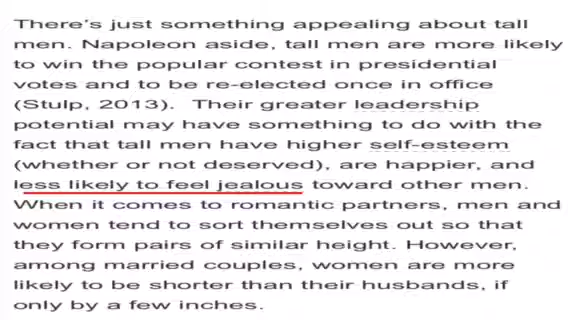 There's just something appealing about tall
men. Napoleon aside, tall men are more likely
to win the popular contest in presidential
votes and to be re-elected once in office
(Stulp, 2013).  Their greater leadership
potential may have something to do with the
fact that tall men have higher self-esteem
(whether or not deserved), are happier, and
less likely to feel jealous toward other men.
When it comes to romantic partners, men and
women tend to sort themselves out so that
they form pairs of similar height. However,
among married couples, women are more
likely to be shorter than their husbands, if
only by a few inches.